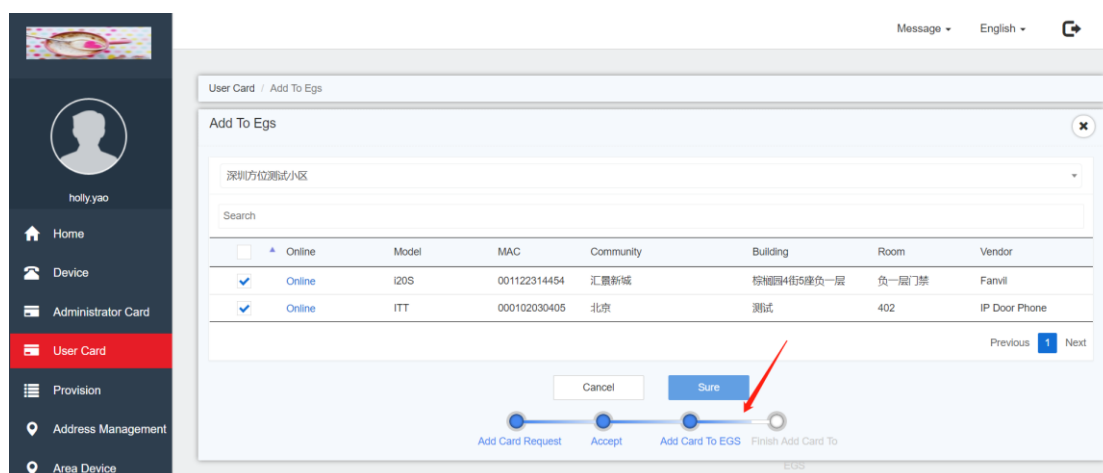 Message English
User Card / Add To Egs
Add To Egs
深圳方位测试小区
holly.yao
Search
Home
Device
Administrator Card
User Card
Provision
Address Management
Area Device
Online Model MAC Community Building Room Vendor
Online i20S 001122314454 汇景新城 棕榈园4街5座负一层 负一层门禁 Fanvil
Online ITT 000102030405 北京 测试 402 IP Door Phone
Previous 1 Next
Cancel Sure
Add Card Request Accept Add Card To EGS Finish Add Card To
EGS